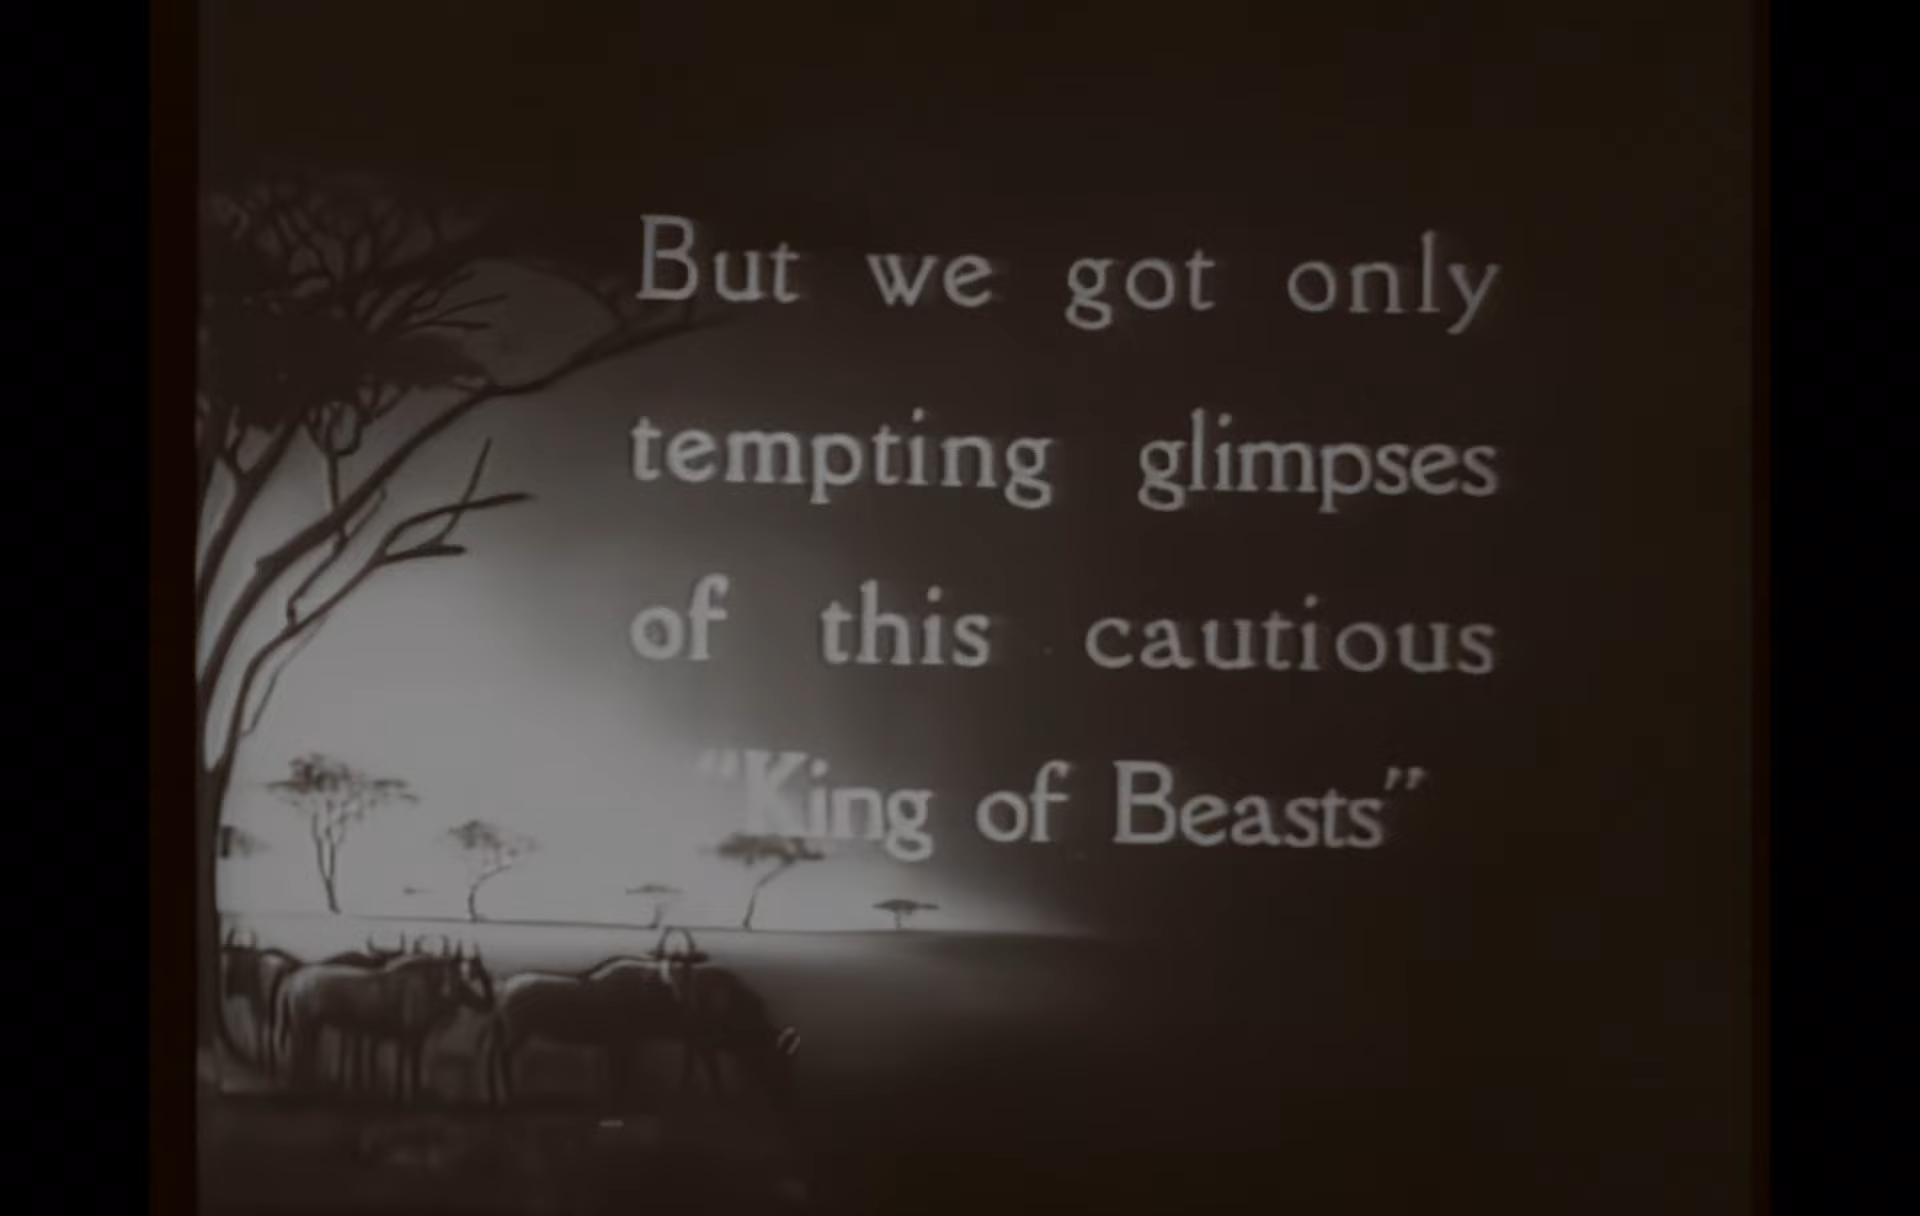 But we got only
tempting glimpses
of this cautious
"King of Beasts"